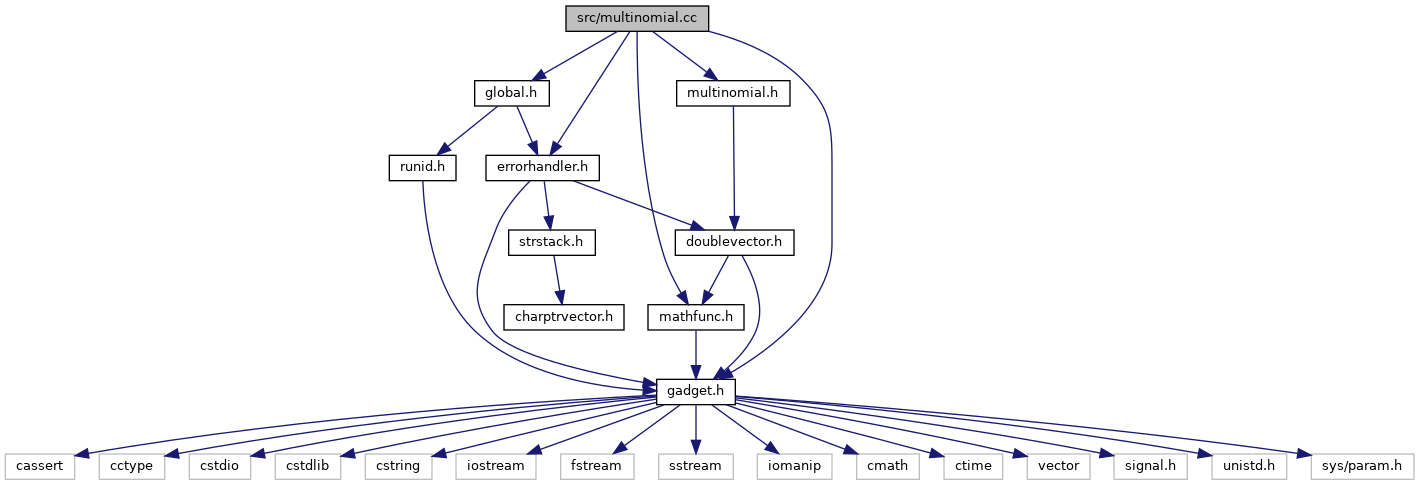 src/multinomial.cc
global.h
multinomial.h
runid.h
errorhandler.h
strstack.h
doublevector.h
charptrvector.h
mathfunc.h
gadget.h
cassert
cctype
cstdio
cstdlib
cstring
iostream
fstream
sstream
iomanip
cmath
ctime
vector
signal.h
unistd.h
sys/param.h